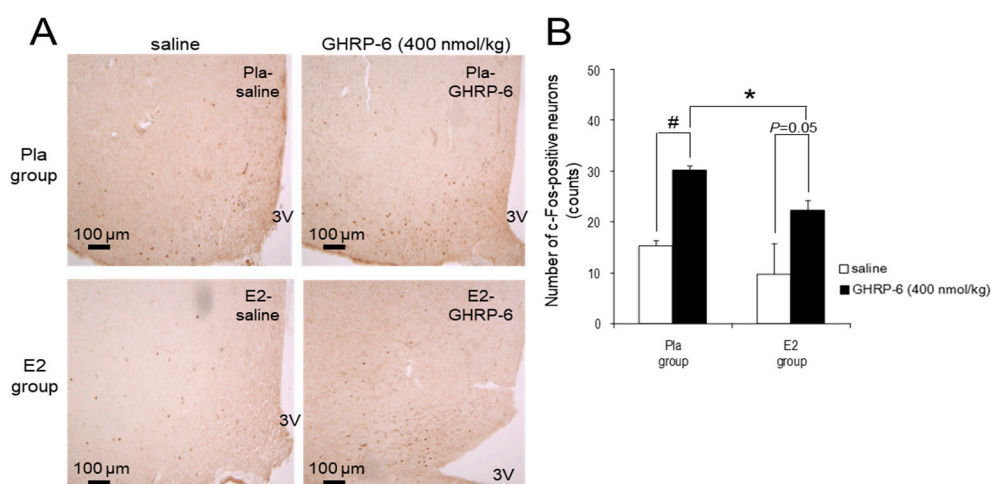 A
saline
GHRP-6 (400 nmol/kg)
Pla
group
Pla-
saline
3V
100 µm
Pla-
GHRP-6
3V
100 µm
E2
group
E2-
saline
3V
100 µm
E2-
GHRP-6
3V
100 µm
B
Number of c-Fos-positive neurons
(counts)
50
40
30
20
10
0
#
*
P=0.05
saline
GHRP-6 (400 nmol/kg)
Pla
group
E2
group